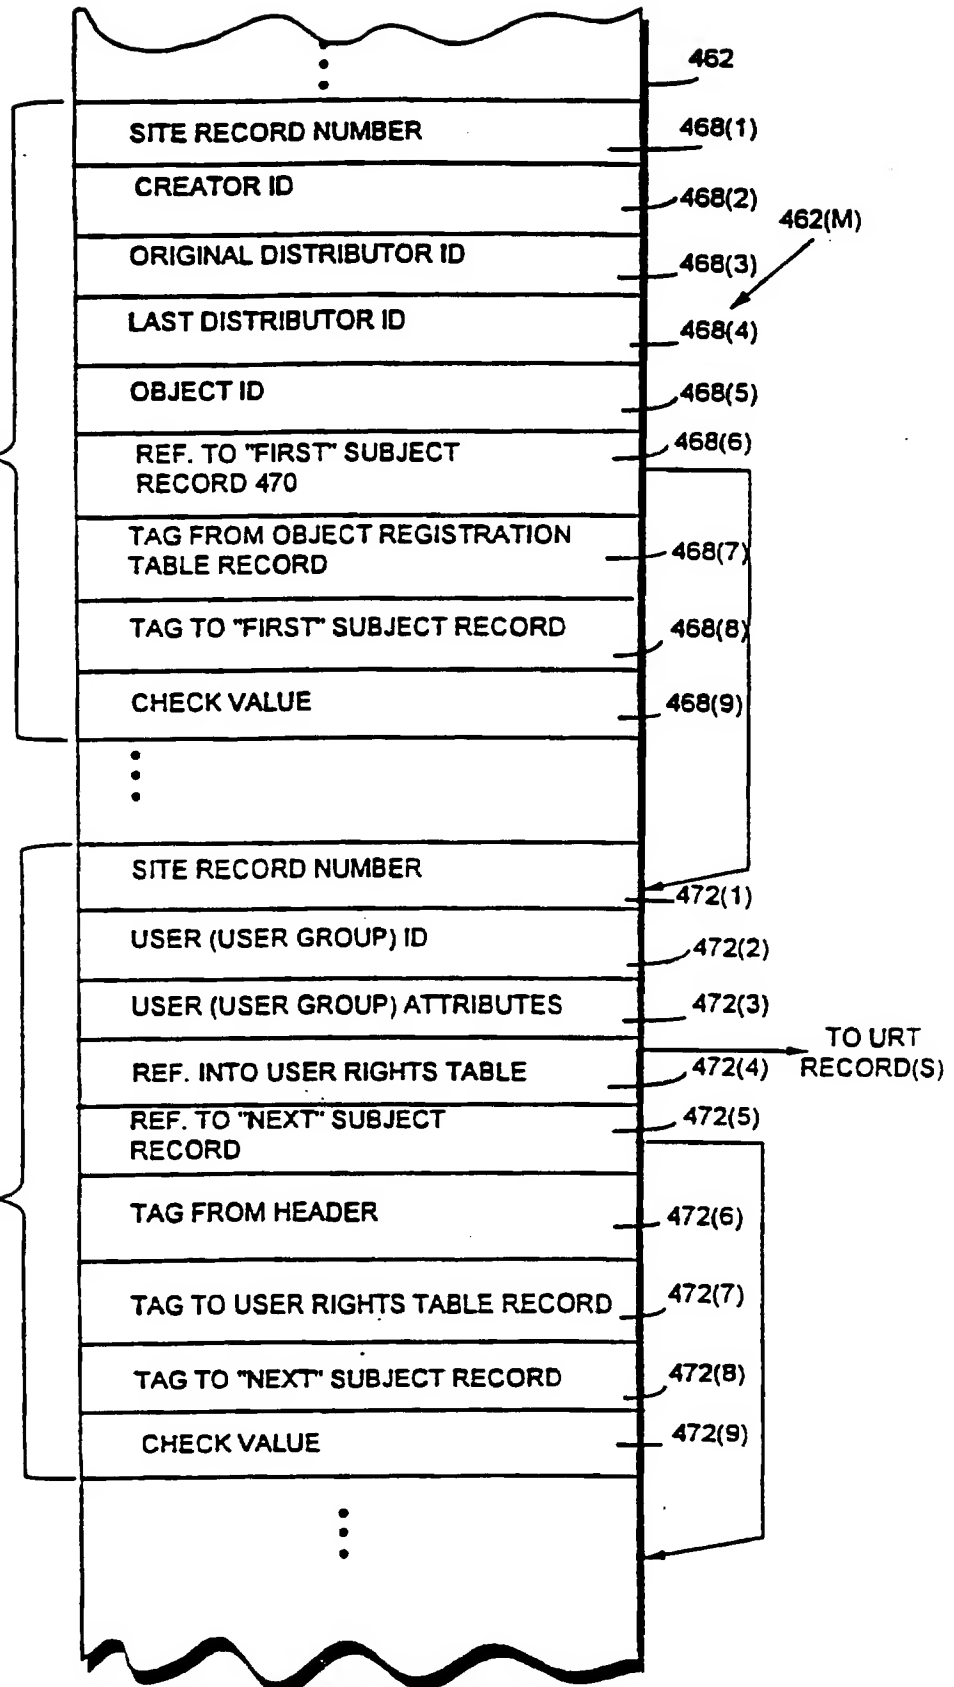 462
SITE RECORD NUMBER 468(1)
CREATOR ID 468(2)
462(M)
ORIGINAL DISTRIBUTOR ID 468(3)
LAST DISTRIBUTOR ID 468(4)
OBJECT ID 468(5)
REF. TO "FIRST" SUBJECT 468(6)
RECORD 470
TAG FROM OBJECT REGISTRATION
TABLE RECORD 468(7)
TAG TO "FIRST" SUBJECT RECORD 468(8)
CHECK VALUE 468(9)
SITE RECORD NUMBER 472(1)
USER (USER GROUP) ID 472(2)
USER (USER GROUP) ATTRIBUTES 472(3)
TO URT
RECORD(S)
REF. INTO USER RIGHTS TABLE 472(4)
REF. TO "NEXT" SUBJECT 472(5)
RECORD
TAG FROM HEADER 472(6)
TAG TO USER RIGHTS TABLE RECORD 472(7)
TAG TO "NEXT" SUBJECT RECORD 472(8)
CHECK VALUE 472(9)